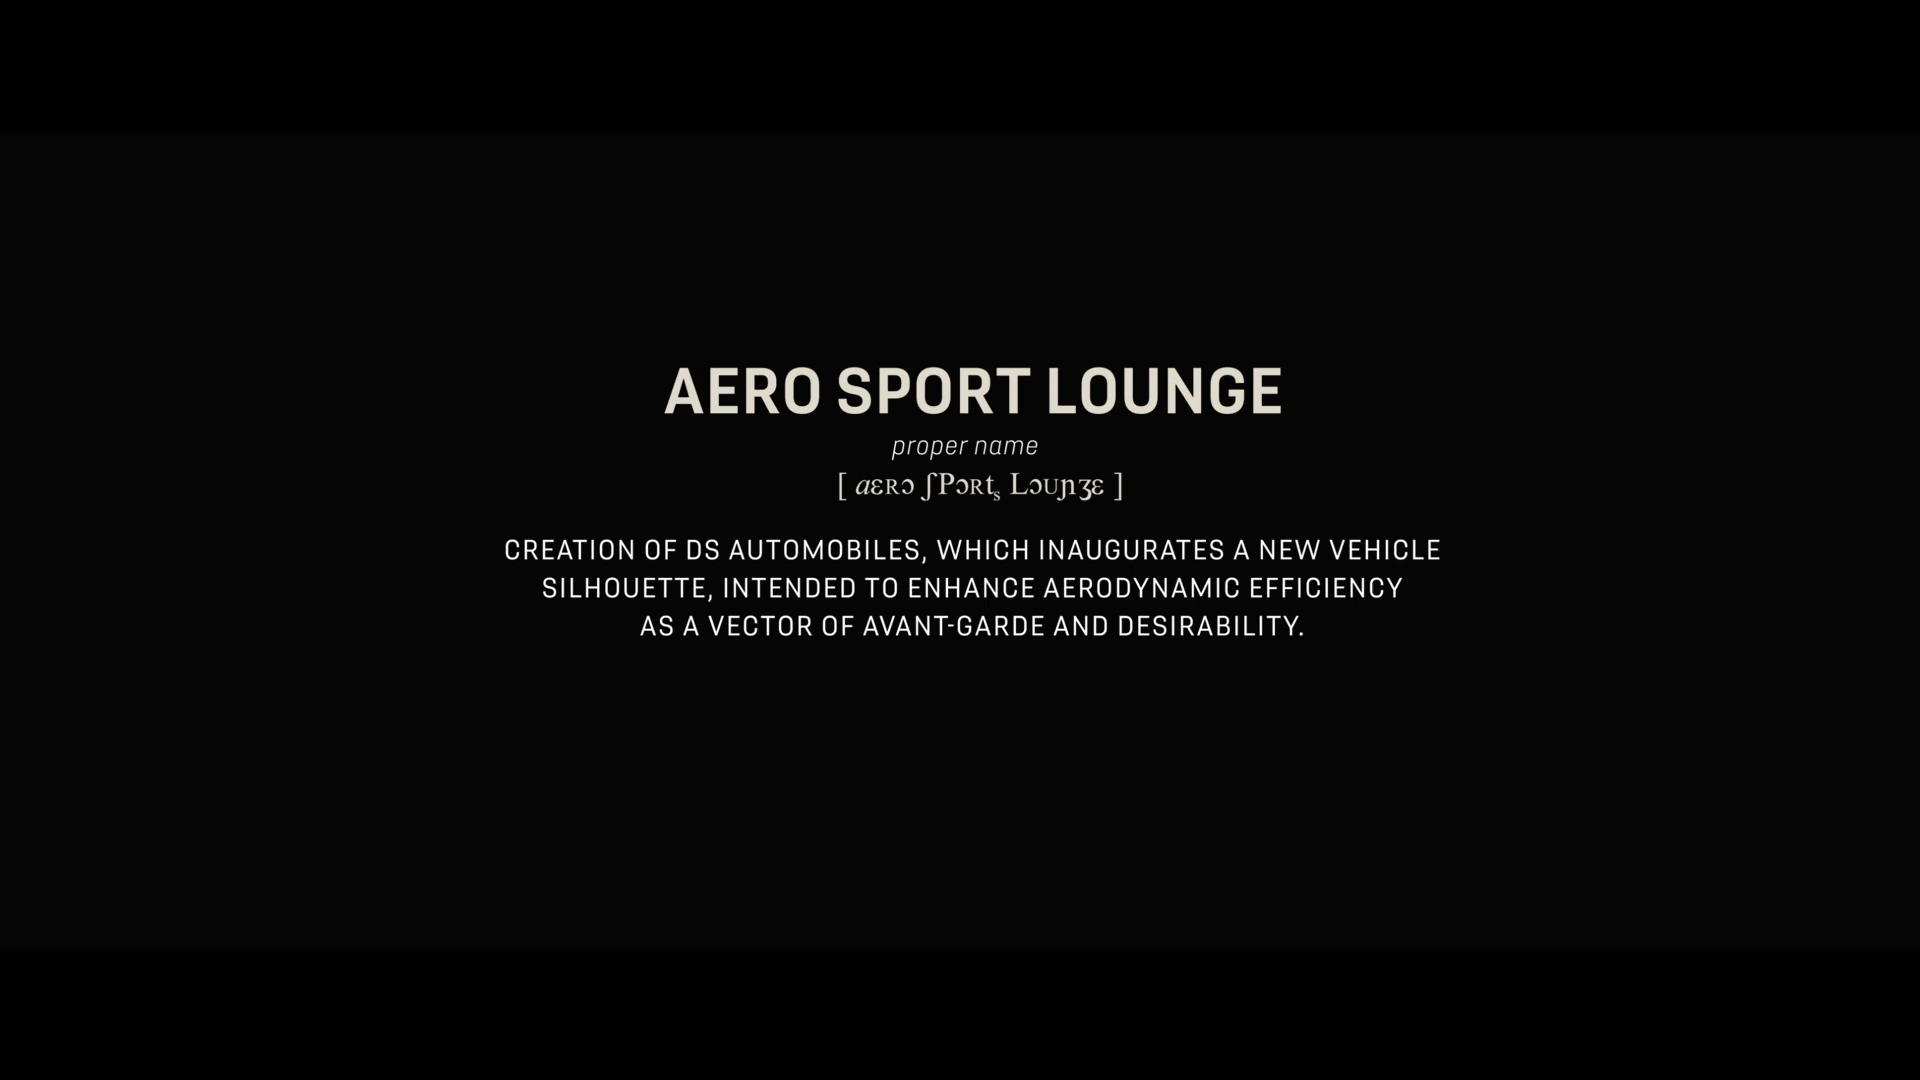 AERO SPORT LOUNGE
proper name
[ aɛʀɔ ʃPɔʀtₛ Lɔᴜɲʒɛ ]
CREATION OF DS AUTOMOBILES, WHICH INAUGURATES A NEW VEHICLE
SILHOUETTE, INTENDED TO ENHANCE AERODYNAMIC EFFICIENCY
AS A VECTOR OF AVANT-GARDE AND DESIRABILITY.